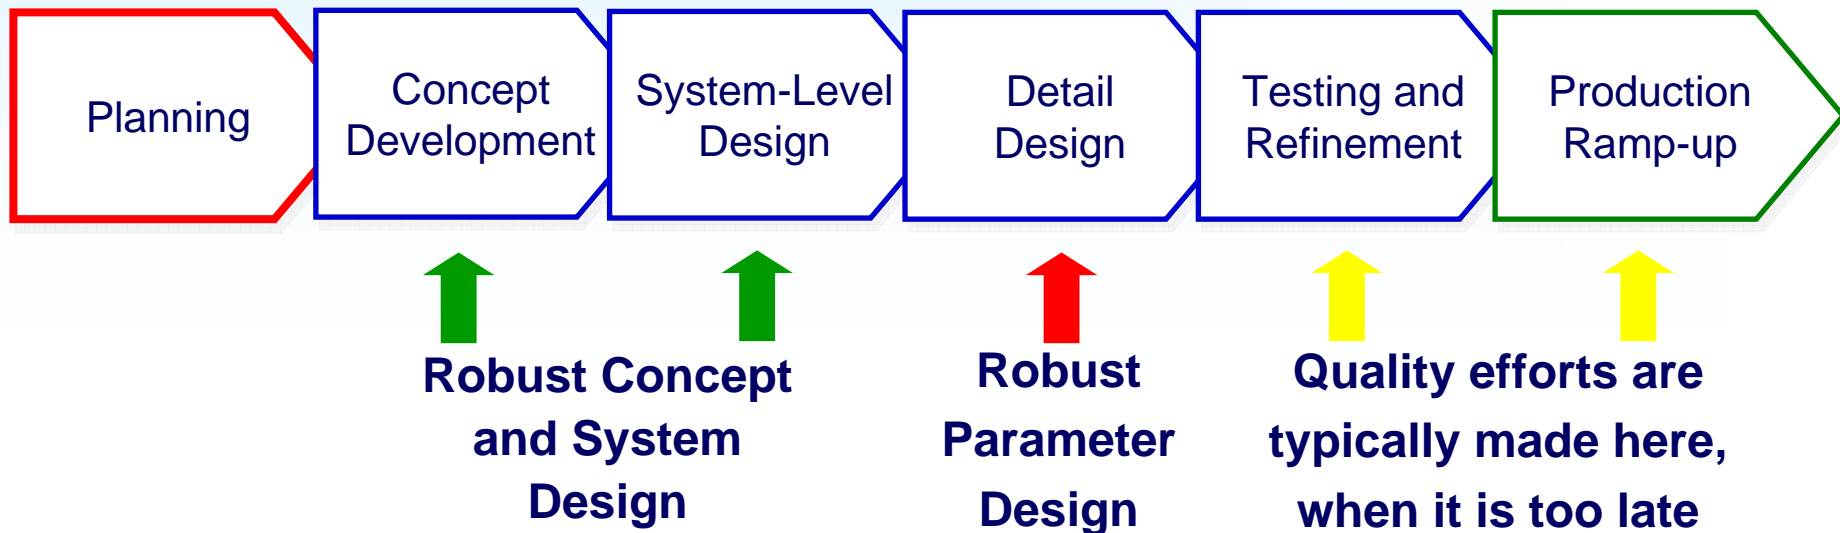 Planning
Concept
Development
System-Level
Design
Detail
Design
Testing and
Refinement
Production
Ramp-up
Robust Concept
and System
Design
Robust
Parameter
Design
Quality efforts are
typically made here,
when it is too late